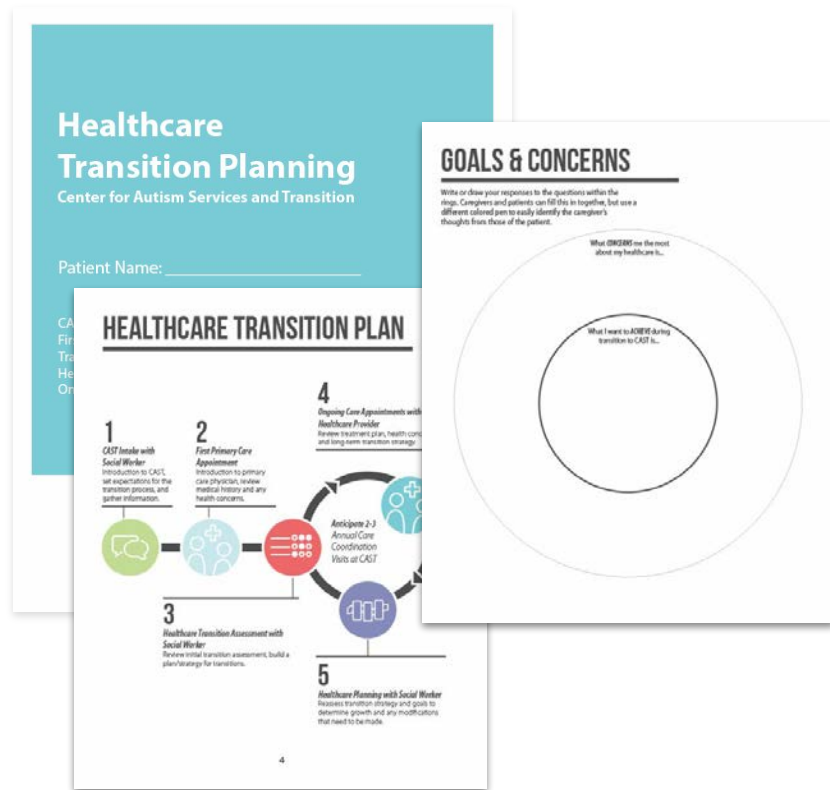 Healthcare
Transition Planning
Center for Autism Services and Transition
Patient Name:
CA
Fir
Tra
He
On
HEALTHCARE TRANSITION PLAN
1
CAST Intake with
Social Worker
Introduction to CAST,
set expectations for the
transition process, and
gather information.
2
First Primary Care
Appointment
Introduction to primary
care physician, review
medical history and any
health concerns.
4
Ongoing Care Appointments with
Healthcare Provider
Review treatment plan, health conc
and long-term transition strategy.
Anticipate 2-3
Annual Care
Coordination
Visits at CAST
3
Healthcare Transition Assessment with
Social Worker
Review initial transition assessment, build a
plan/strategy for transitions.
5
Healthcare Planning with Social Worker
Reassess transition strategy and goals to
determine growth and any modifications
that need to be made.
4
GOALS & CONCERNS
Write or draw your responses to the questions within the
rings. Caregivers and patients can fill this in together, but use a
different colored pen to easily identify the caregiver's
thoughts from those of the patient.
What CONCERNS me the most
about my healthcare is...
What I want to ACHIEVE during
transition to CAST is...